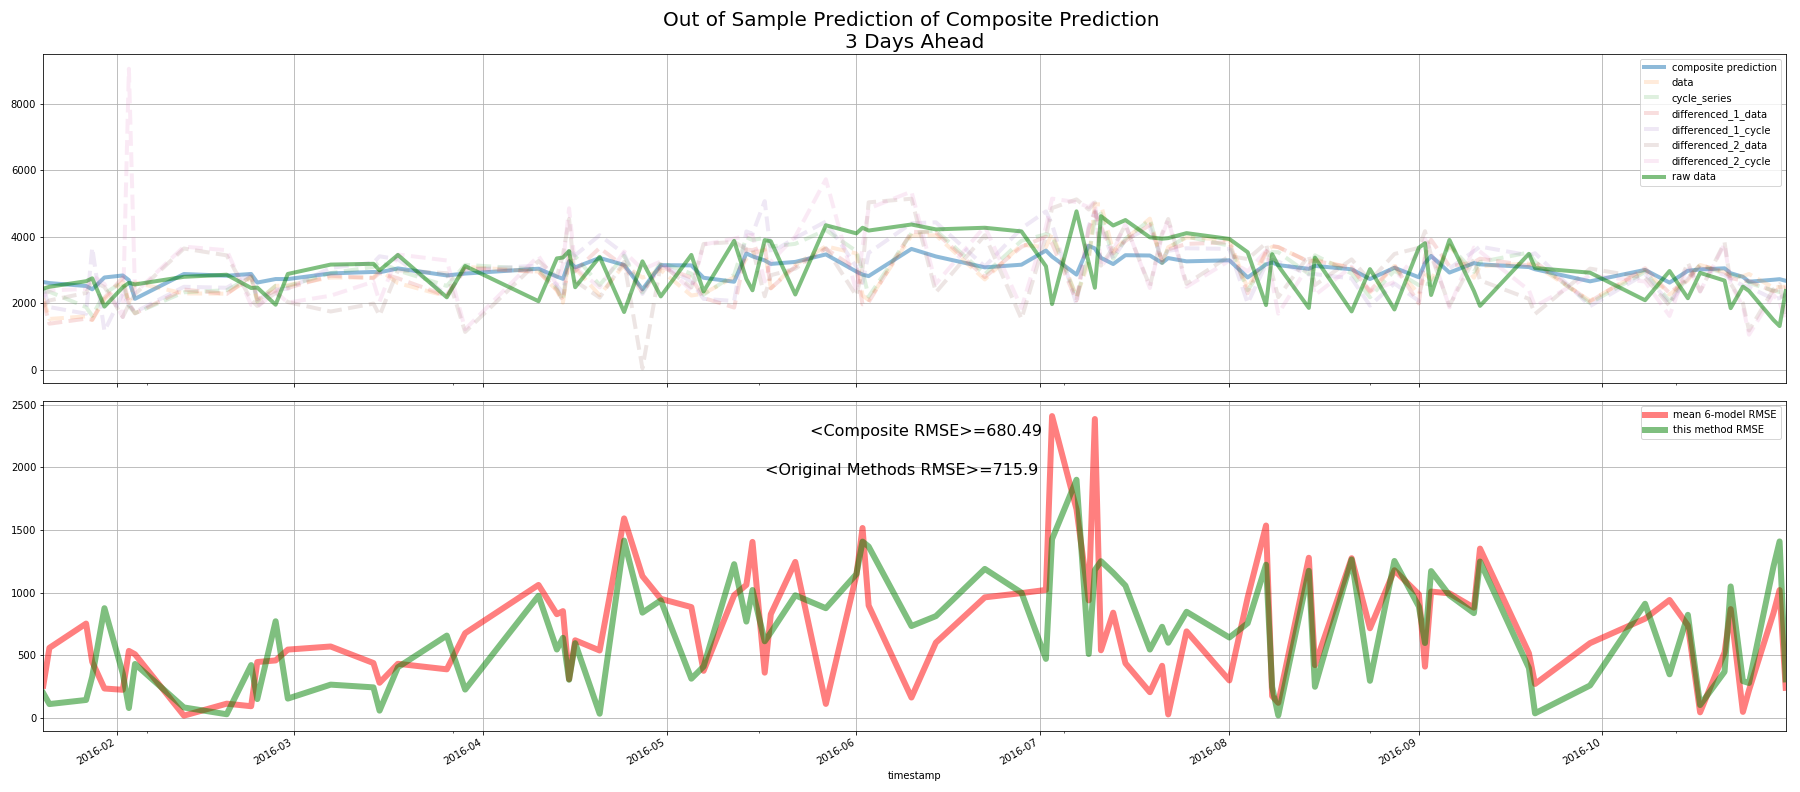 Out of Sample Prediction of Composite Prediction
3 Days Ahead
composite prediction
data
cycle_series
differenced_1_data
differenced_1_cycle
differenced_2_data
differenced_2_cycle
raw data
8000
6000
4000
2000
0
mean 6-model RMSE
this method RMSE
<Composite RMSE>=680.49
<Original Methods RMSE>=715.9
2500
2000
1500
1000
500
0
2016-02
2016-03
2016-04
2016-05
2016-06
2016-07
2016-08
2016-09
2016-10
timestamp